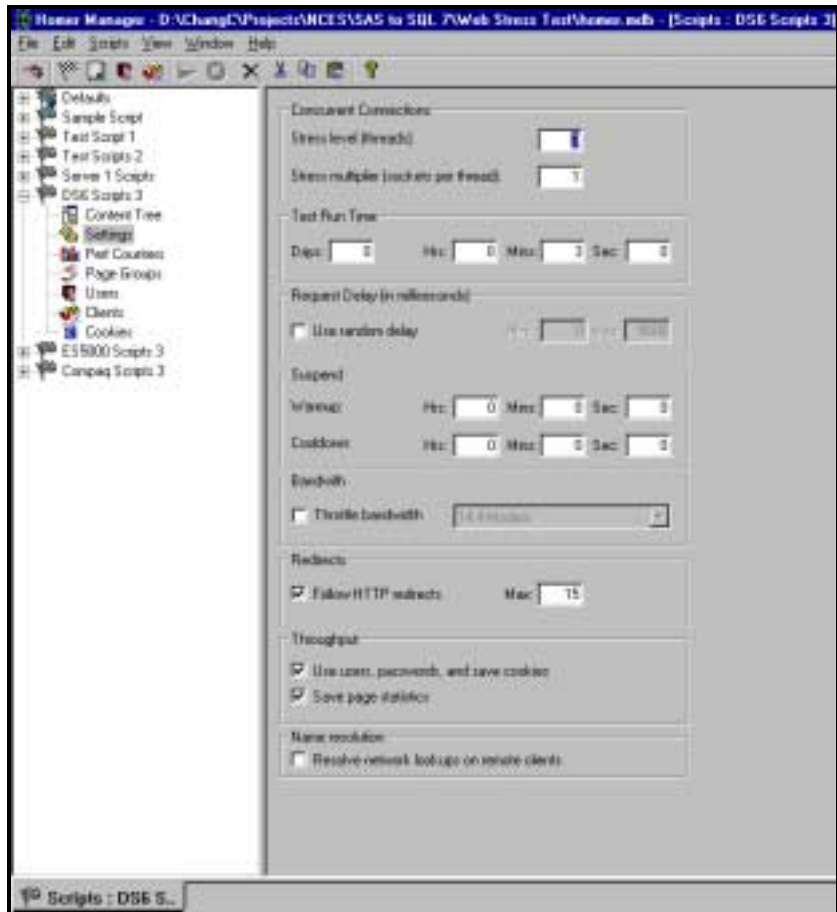 Homer Manager - D:\ChangC\Projects\NCES\SAS to SQL 7\Web Stress Test\homer.mdb - [Scripts : DS6 Scripts 3]
File Edit Scripts View Window Help
Defaults
Sample Script
Test Script 1
Test Scripts 2
Server 1 Scripts
DS6 Scripts 3
Content Tree
Settings
Perf Counters
Page Groups
Users
Clients
Cookies
ES5000 Scripts 3
Compaq Scripts 3
Concurrent Connections
Stress level (threads)
Stress multiplier (sockets per thread) 1
Test Run Time
Days: 0 Hrs: 0 Mins: 3 Sec: 0
Request Delay (in milliseconds)
Use random delay
Suspend
Warmup: Hrs: 0 Mins: 0 Sec: 0
Cooldown: Hrs: 0 Mins: 0 Sec: 0
Bandwith
Throttle bandwidth
Redirects
Follow HTTP redirects Max: 15
Throughput
Use users, passwords, and save cookies
Save page statistics
Name resolution
Resolve network lookups on remote clients
Scripts : DS6 S...